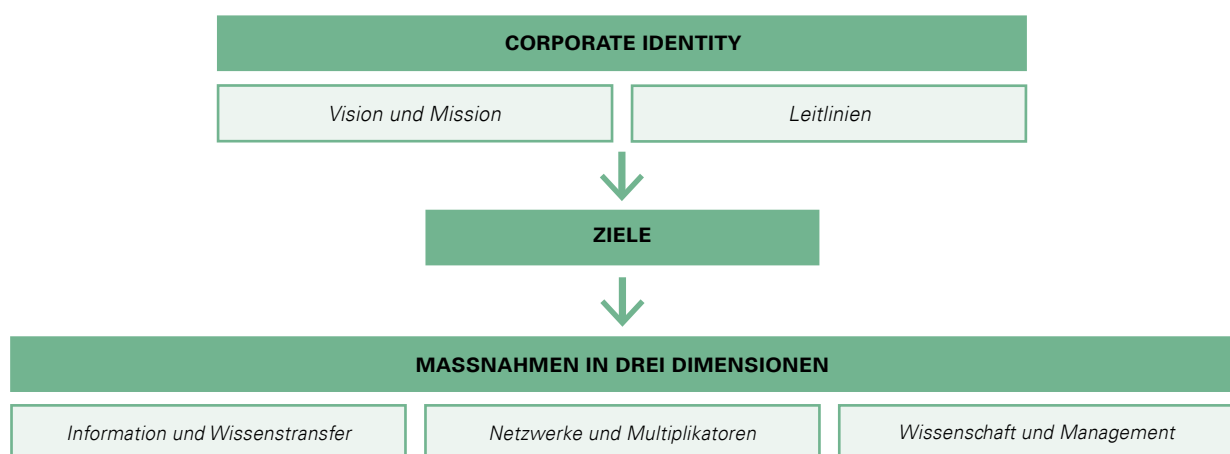 CORPORATE IDENTITY
Vision und Mission
Leitlinien
ZIELE
MASSNAHMEN IN DREI DIMENSIONEN
Information und Wissenstransfer
Netzwerke und Multiplikatoren
Wissenschaft und Management